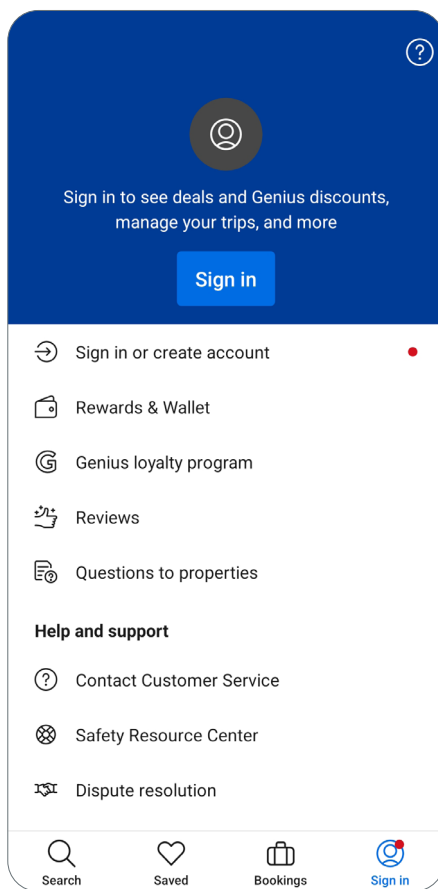 Sign in to see deals and Genius discounts,
manage your trips, and more
Sign in
Sign in or create account
Rewards & Wallet
Genius loyalty program
Reviews
Questions to properties
Help and support
Contact Customer Service
Safety Resource Center
Dispute resolution
Search
Saved
Bookings
Sign in